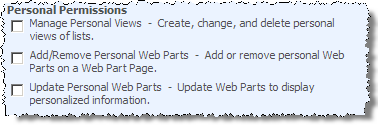 Personal Permissions
Manage Personal Views  -  Create, change, and delete personal
views of lists.
Add/Remove Personal Web Parts  -  Add or remove personal Web
Parts on a Web Part Page.
Update Personal Web Parts  -  Update Web Parts to display
personalized information.